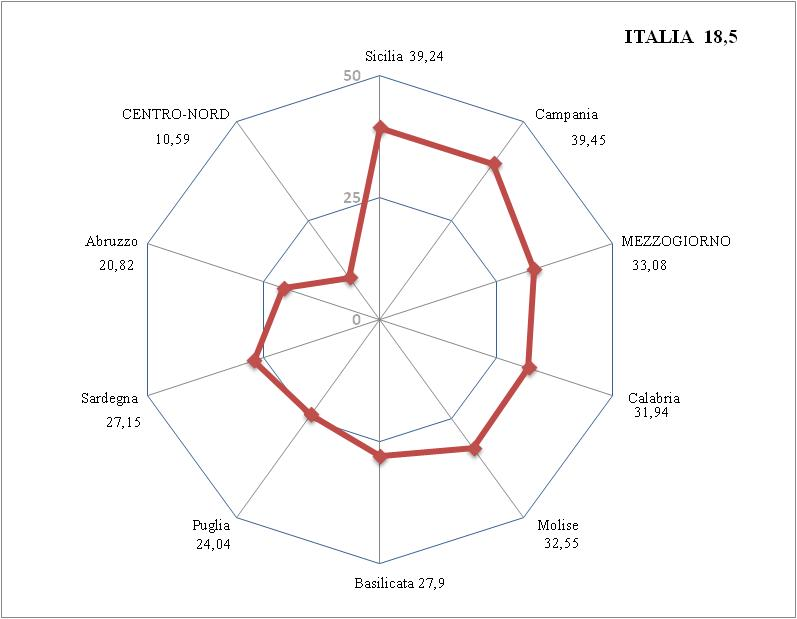 ITALIA 18,5
Sicilia 39,24
50
CENTRO-NORD
10,59
Campania
39,45
25
Abruzzo
20,82
MEZZOGIORNO
33,08
0
Sardegna
27,15
Calabria
31,94
Puglia
24,04
Molise
32,55
Basilicata 27,9